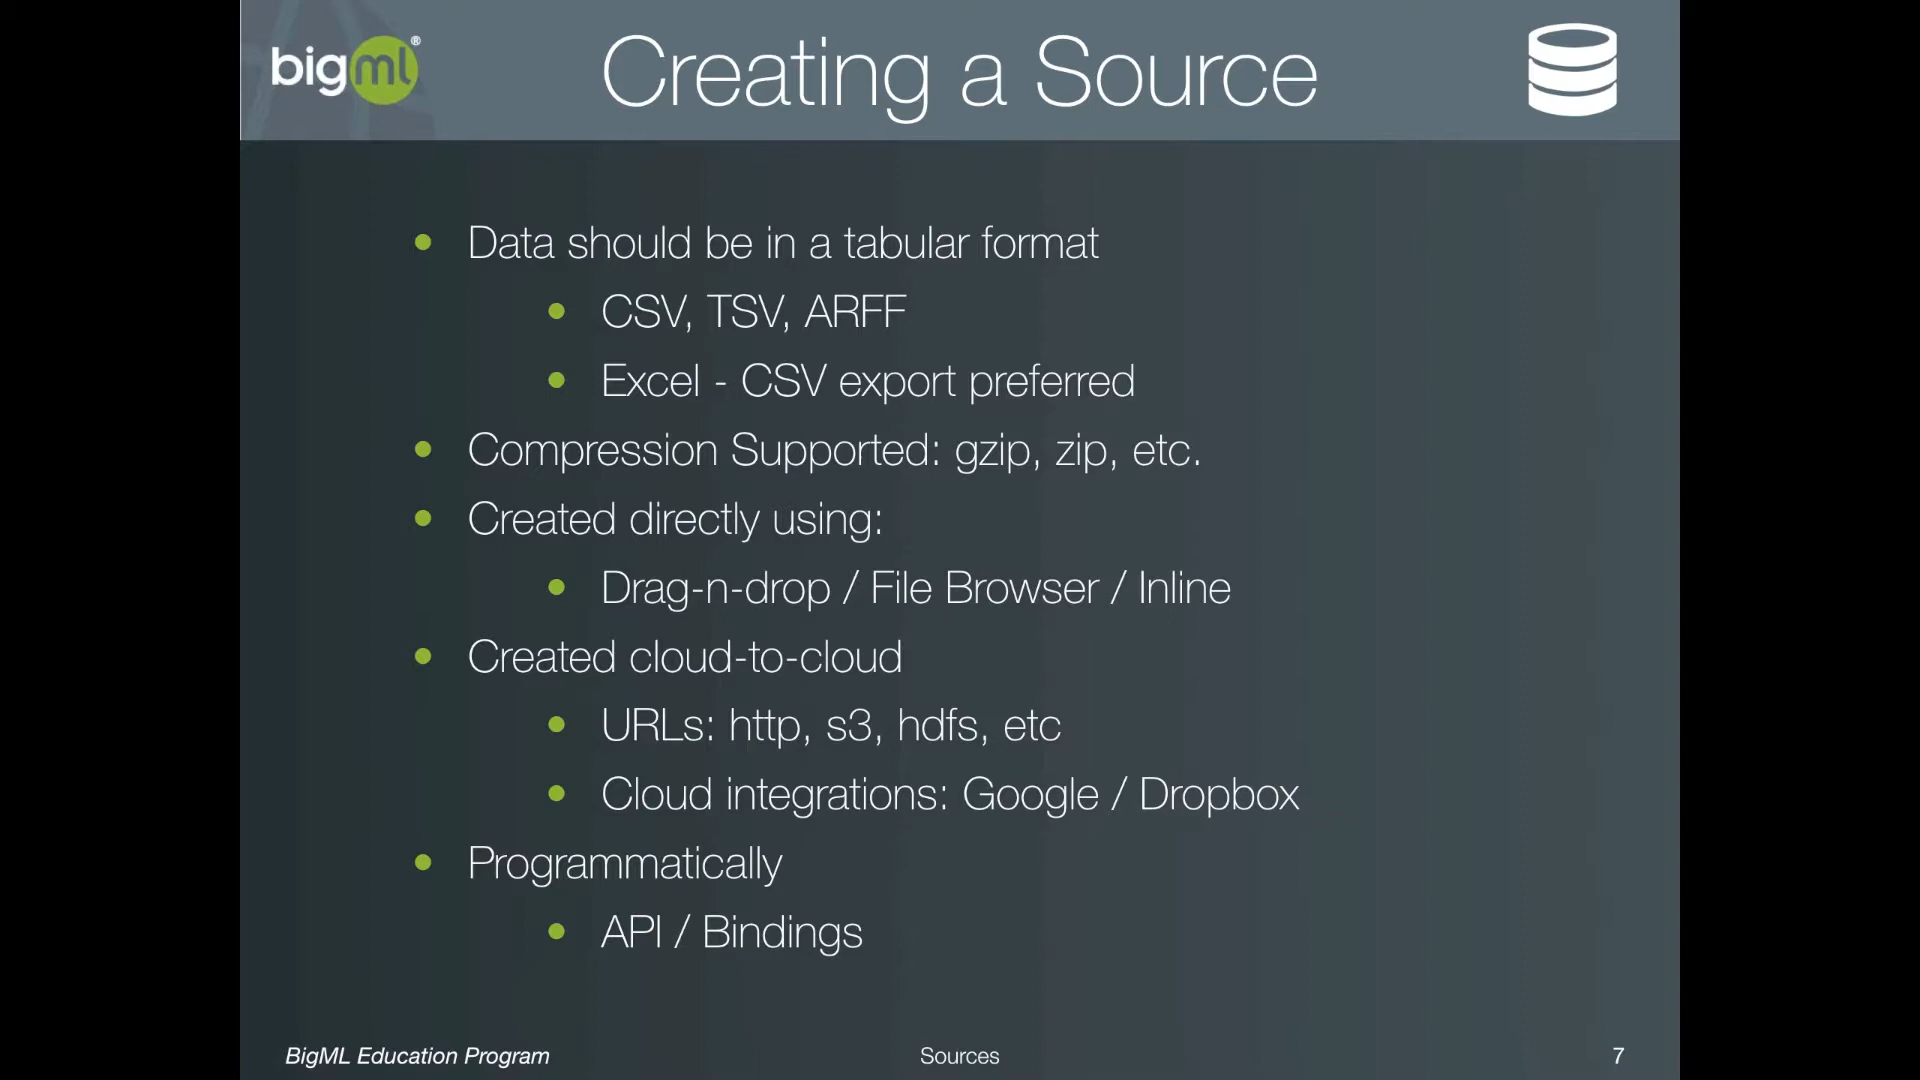 bigml®
Creating a Source
Data should be in a tabular format
CSV, TSV, ARFF
Excel - CSV export preferred
Compression Supported: gzip, zip, etc.
Created directly using:
Drag-n-drop / File Browser / Inline
Created cloud-to-cloud
URLs: http, s3, hdfs, etc
Cloud integrations: Google / Dropbox
Programmatically
API / Bindings
BigML Education Program
Sources
7